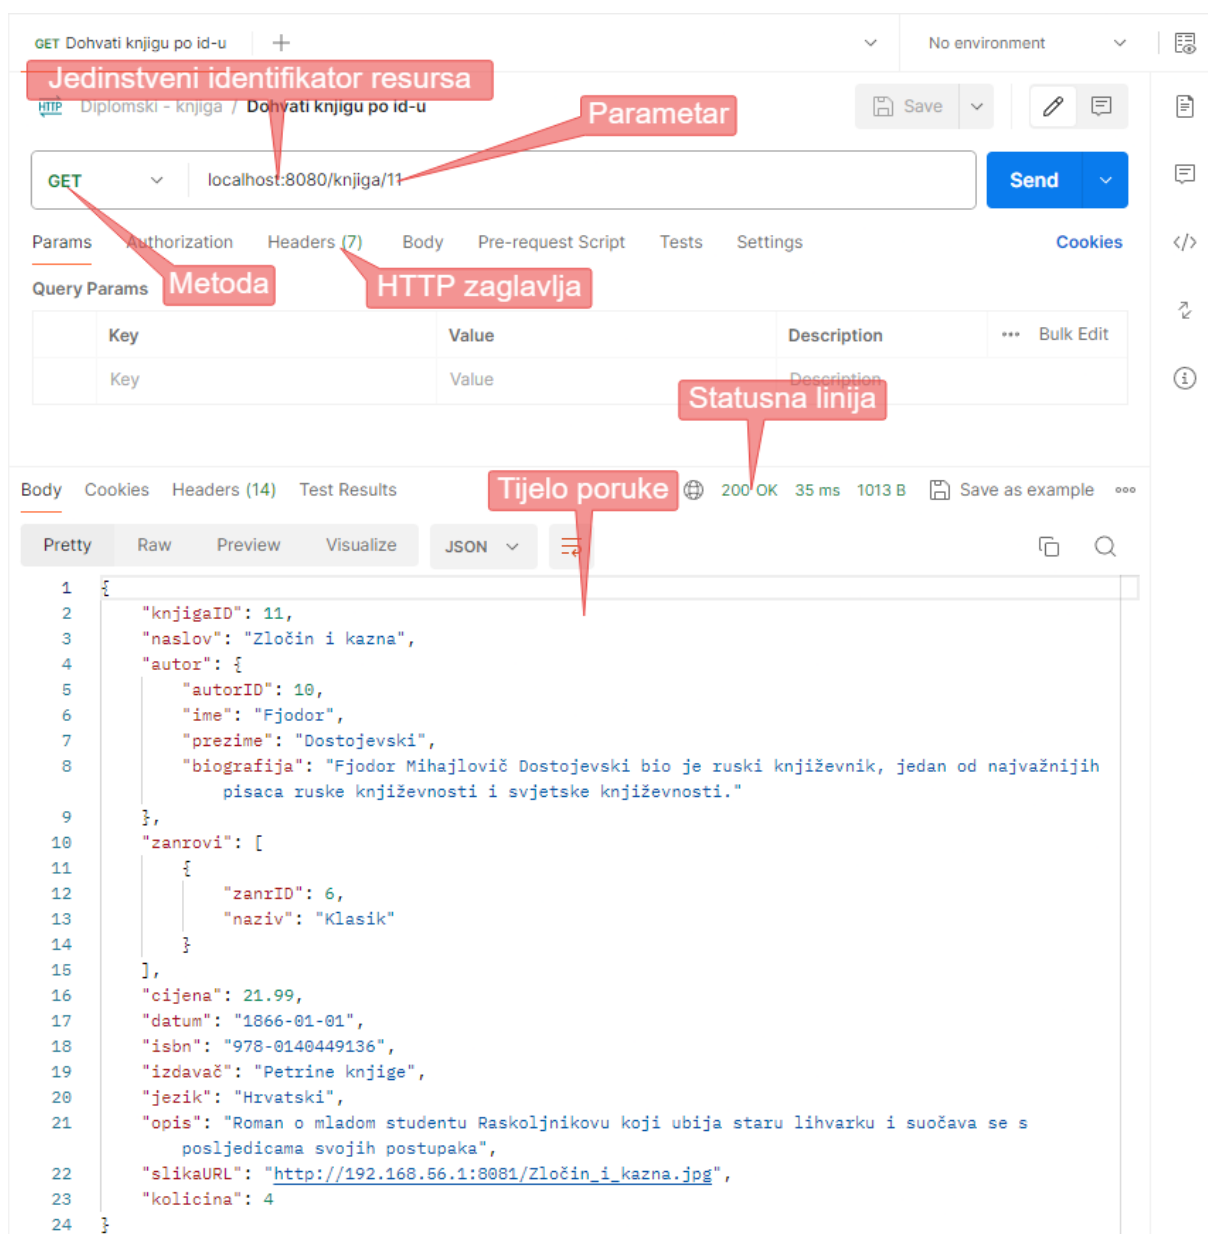 GET Dohvati knjigu po id-u
No environment
Jedinstveni identifikator resursa
HTTP Diplomski - knjiga / Dohvati knjigu po id-u
Parametar
Save
GET localhost:8080/knjiga/11
Send
Params Authorization Headers (7) Body Pre-request Script Tests Settings Cookies
Metoda
HTTP zaglavlja
Query Params
Key Value Description Bulk Edit
Key Value Description
Statusna linija
Tijelo poruke
Body Cookies Headers (14) Test Results 200 OK 35 ms 1013 B Save as example
Pretty Raw Preview Visualize JSON
1 {
2 "knjigaID": 11,
3 "naslov": "Zločin i kazna",
4 "autor": {
5 "autorID": 10,
6 "ime": "Fjodor",
7 "prezime": "Dostojevski",
8 "biografija": "Fjodor Mihajlovič Dostojevski bio je ruski književnik, jedan od najvažnijih
pisaca ruske književnosti i svjetske književnosti."
9 },
10 "zanrovi": [
11 {
12 "zanrID": 6,
13 "naziv": "Klasik"
14 }
15 ],
16 "cijena": 21.99,
17 "datum": "1866-01-01",
18 "isbn": "978-0140449136",
19 "izdavač": "Petrine knjige",
20 "jezik": "Hrvatski",
21 "opis": "Roman o mladom studentu Raskoljnikovu koji ubija staru lihvarku i suočava se s
posljedicama svojih postupaka",
22 "slikaURL": "http://192.168.56.1:8081/Zločin_i_kazna.jpg",
23 "kolicina": 4
24 }